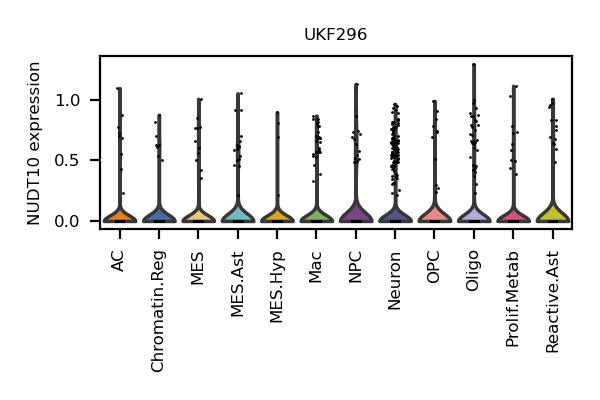 UKF296
NUDT10 expression
1.0
0.5
0.0
AC
Chromatin.Reg
MES
MES.Ast
MES.Hyp
Mac
NPC
Neuron
OPC
Oligo
Prolif.Metab
Reactive.Ast